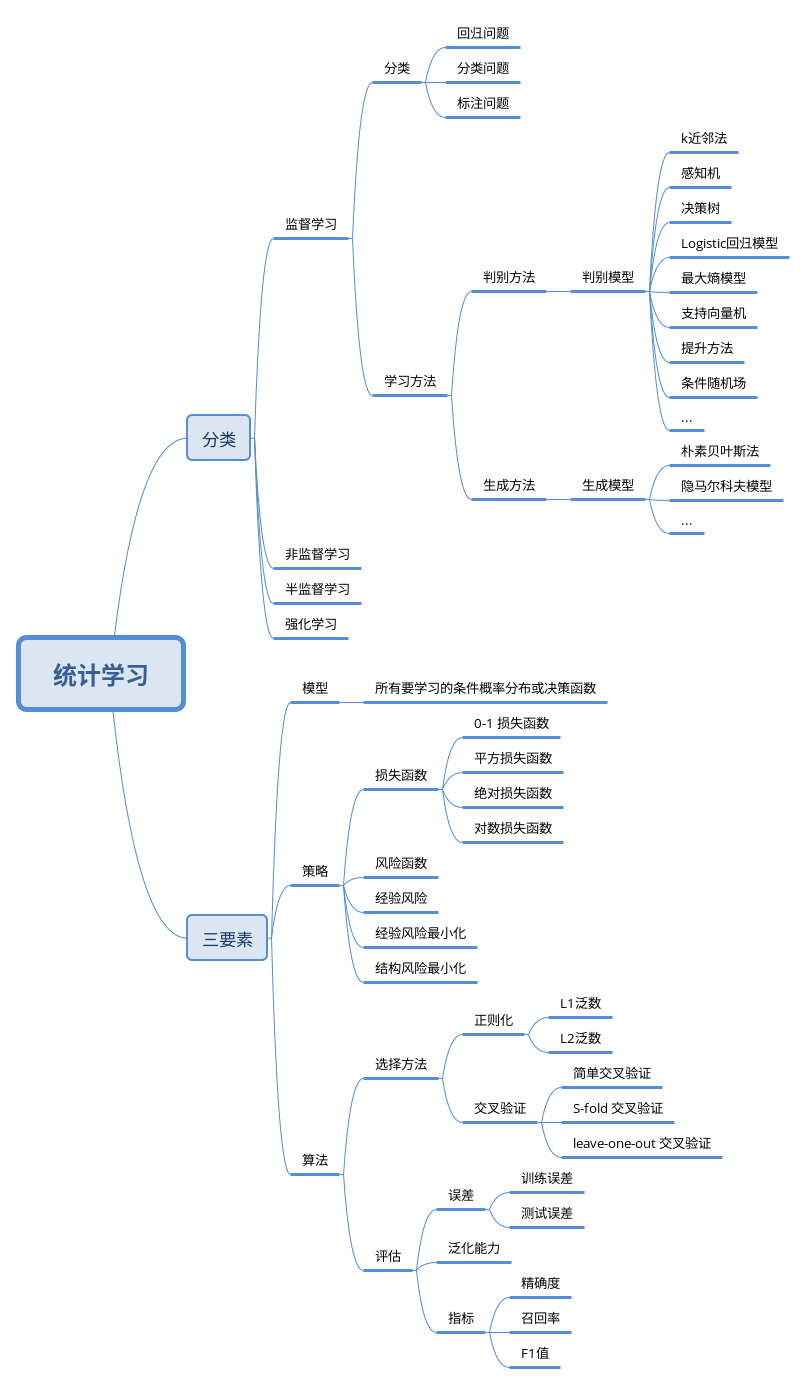 统计学习
分类
监督学习
分类
回归问题
分类问题
标注问题
学习方法
判别方法
判别模型
k近邻法
感知机
决策树
Logistic回归模型
最大熵模型
支持向量机
提升方法
条件随机场
...
生成方法
生成模型
朴素贝叶斯法
隐马尔科夫模型
...
非监督学习
半监督学习
强化学习
三要素
模型
所有要学习的条件概率分布或决策函数
策略
损失函数
0-1 损失函数
平方损失函数
绝对损失函数
对数损失函数
风险函数
经验风险
经验风险最小化
结构风险最小化
算法
选择方法
正则化
L1泛数
L2泛数
交叉验证
简单交叉验证
S-fold 交叉验证
leave-one-out 交叉验证
评估
误差
训练误差
测试误差
泛化能力
指标
精确度
召回率
F1值